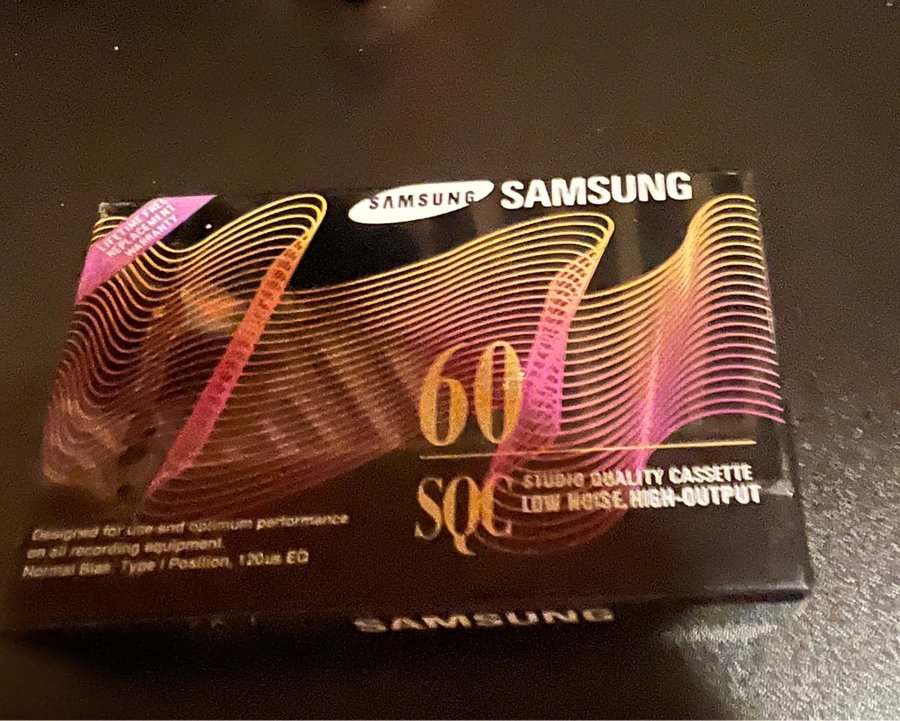 LIFETIME FREE
REPLACEMENT
WARRANTY
SAMSUNG
SAMSUNG
60
SQC
STUDIO QUALITY CASSETTE
LOW NOISE, HIGH-OUTPUT
Designed for use and optimum performance
on all recording equipment.
Normal Bias, Type I Position, 120us EQ
SAMSUNG